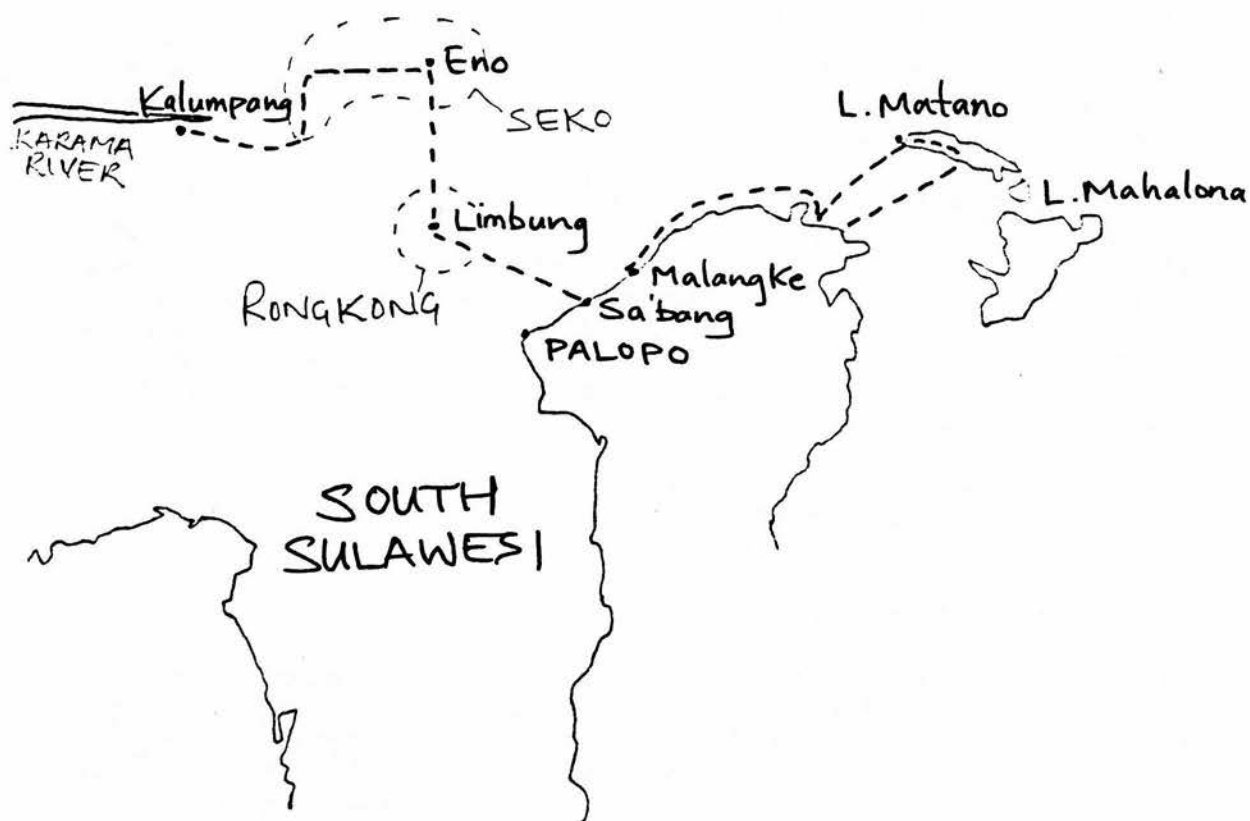 Eno
Kalumpang
SEKO
L. Matano
KARAMA
RIVER
L. Mahalona
Limbung
RONGKONG
Malangke
Sa'bang
PALOPO
SOUTH
SULAWESI